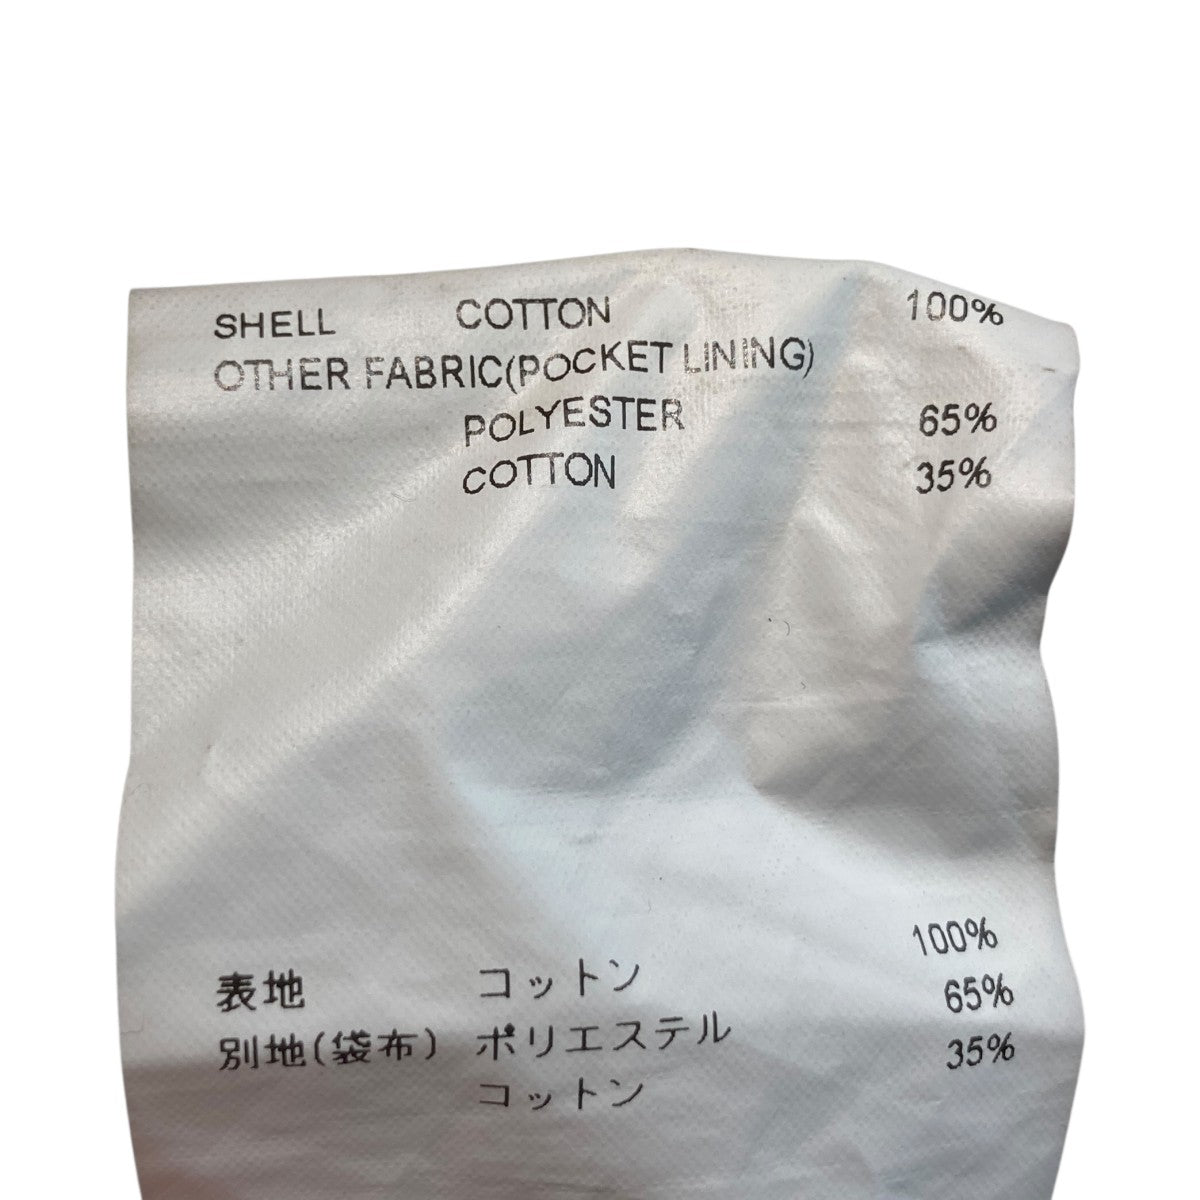 SHELL COTTON 100%
OTHER FABRIC(POCKET LINING)
POLYESTER 65%
COTTON 35%
表地 コットン 100%
別地(袋布) ポリエステル 65%
コットン 35%